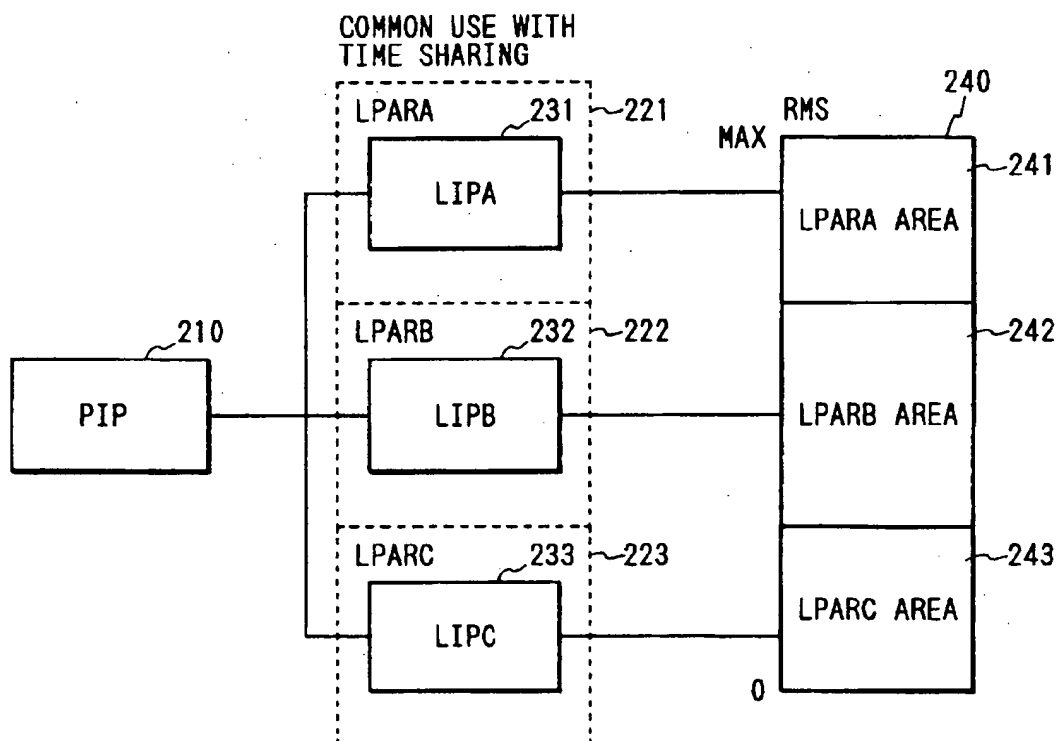 COMMON USE WITH
TIME SHARING
240
LPARA
231
221
RMS
MAX
241
LIPA
LPARA AREA
210
LPARB
232
222
242
PIP
LIPB
LPARB AREA
LPARC
233
223
243
LIPC
LPARC AREA
0